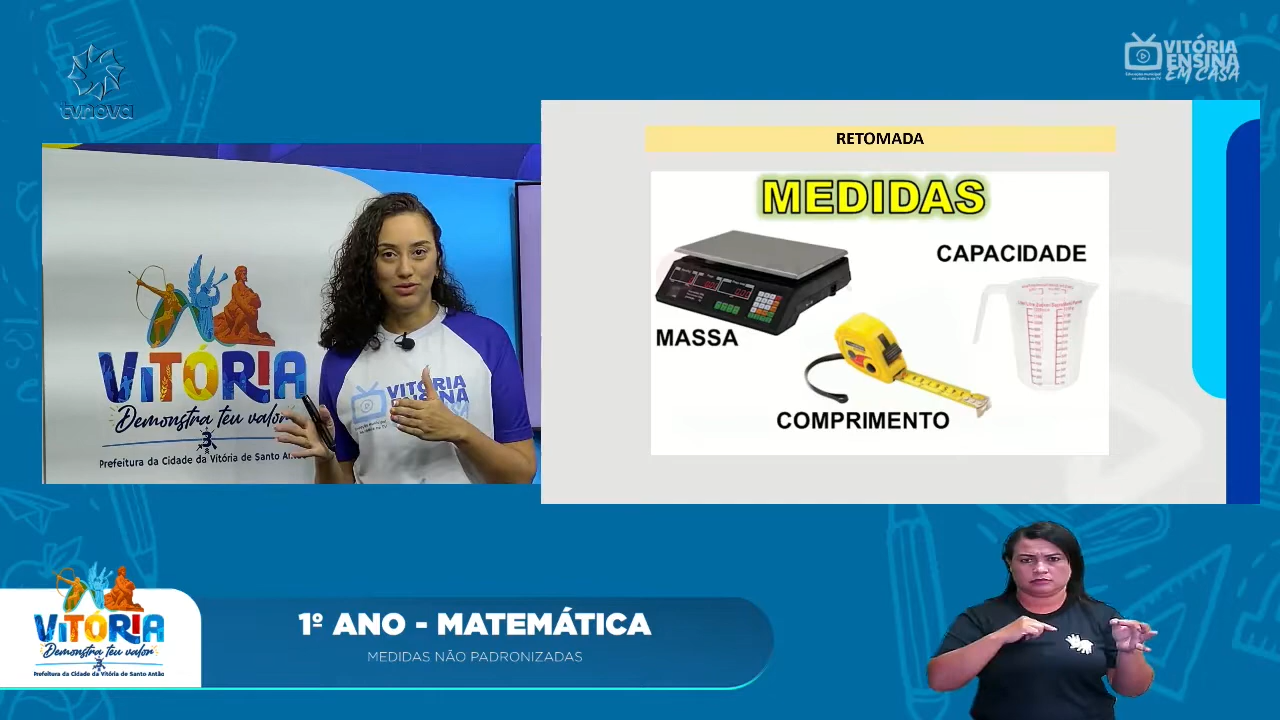 tvnova
VITÓRIA
ENSINA
EM CASA
RETOMADA
MEDIDAS
CAPACIDADE
MASSA
COMPRIMENTO
VITÓRIA
Demonstra teu valor
Prefeitura da Cidade da Vitória de Santo Antão
VITÓRIA
ENSINA
1º ANO - MATEMÁTICA
MEDIDAS NÃO PADRONIZADAS
VITÓRIA
Demonstra teu valor
Prefeitura da Cidade da Vitória de Santo Antão